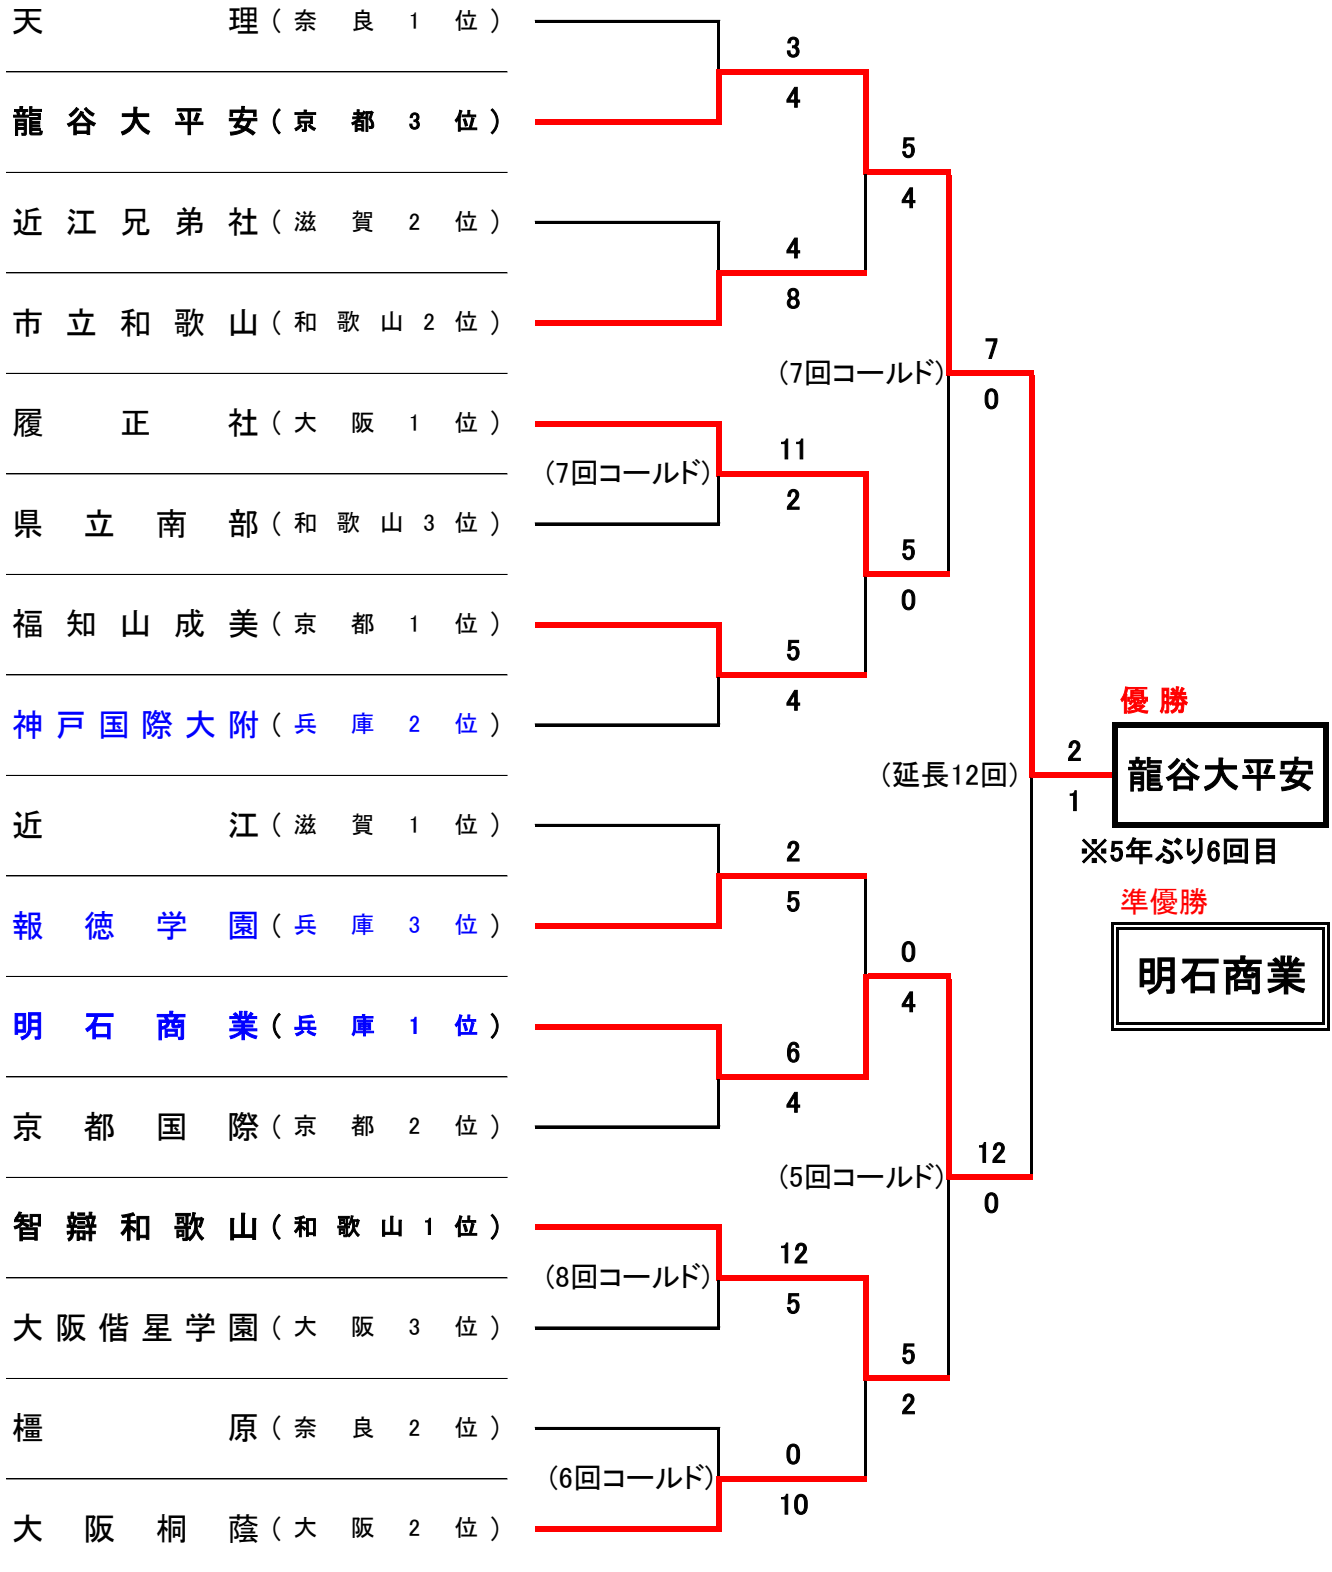 天理(奈良1位)
3
龍谷大平安(京都3位)
4
5
4
近江兄弟社(滋賀2位)
4
市立和歌山(和歌山2位)
8
(7回コールド)
7
0
履正社(大阪1位)
(7回コールド)
11
2
県立南部(和歌山3位)
5
0
福知山成美(京都1位)
5
4
神戸国際大附(兵庫2位)
優勝
龍谷大平安
(延長12回)
2
1
※5年ぶり6回目
近江(滋賀1位)
2
5
報徳学園(兵庫3位)
準優勝
明石商業
0
4
明石商業(兵庫1位)
6
4
京都国際(京都2位)
(5回コールド)
12
0
智辯和歌山(和歌山1位)
(8回コールド)
12
5
大阪偕星学園(大阪3位)
5
2
橿原(奈良2位)
(6回コールド)
0
10
大阪桐蔭(大阪2位)